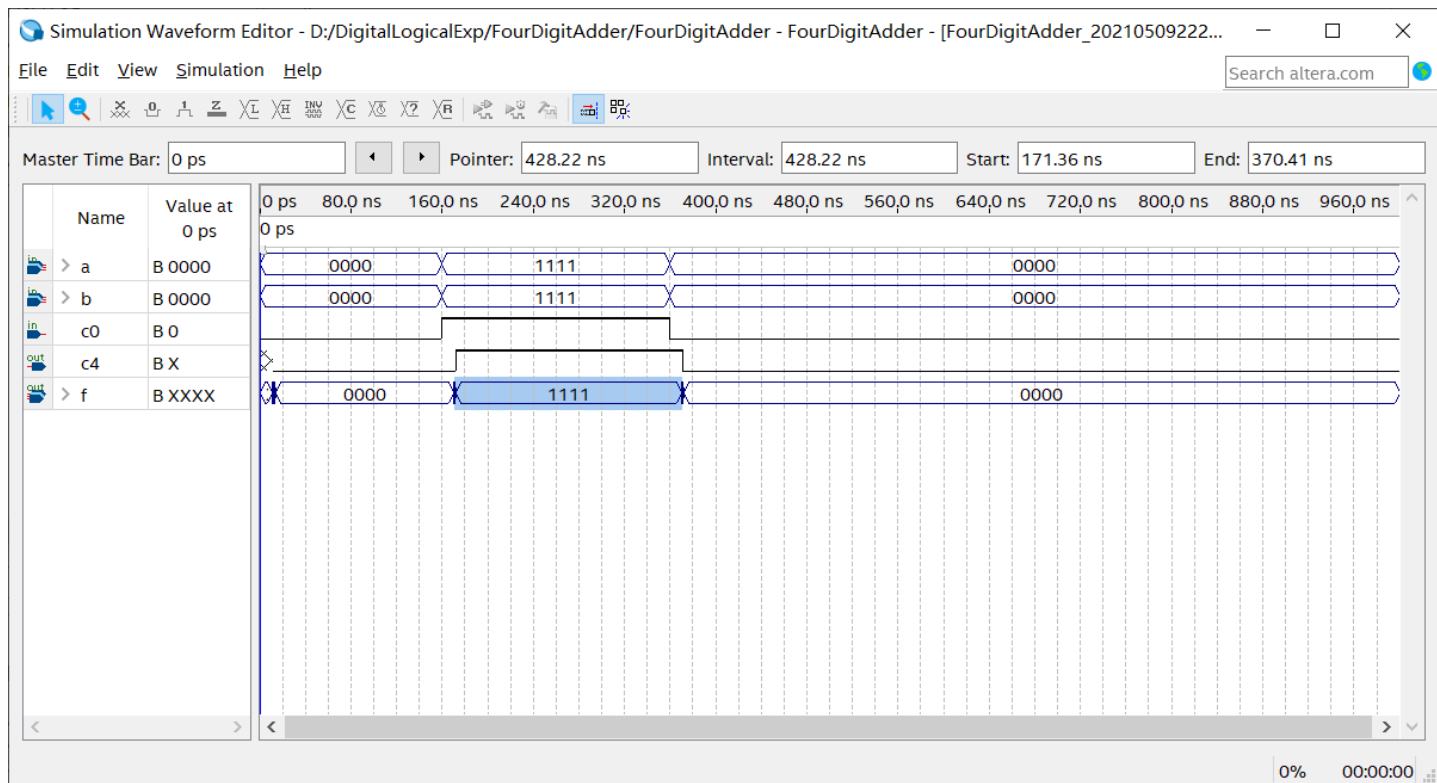 Simulation Waveform Editor - D:/DigitalLogicalExp/FourDigitAdder/FourDigitAdder - FourDigitAdder - [FourDigitAdder_20210509222...
File Edit View Simulation Help
Search altera.com
Master Time Bar: 0 ps Pointer: 428.22 ns Interval: 428.22 ns Start: 171.36 ns End: 370.41 ns
Name Value at 0 ps
0 ps 80.0 ns 160.0 ns 240.0 ns 320.0 ns 400.0 ns 480.0 ns 560.0 ns 640.0 ns 720.0 ns 800.0 ns 880.0 ns 960.0 ns
0 ps
in a B 0000 0000 1111 0000
in b B 0000 0000 1111 0000
in c0 B 0
out c4 B X
out f B XXXX 0000 1111 0000
0% 00:00:00